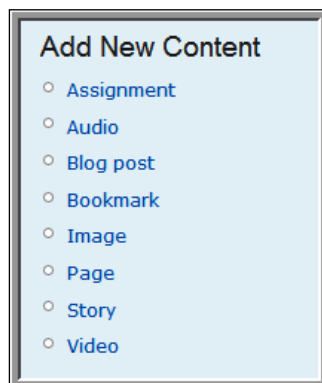 Add New Content
Assignment
Audio
Blog post
Bookmark
Image
Page
Story
Video